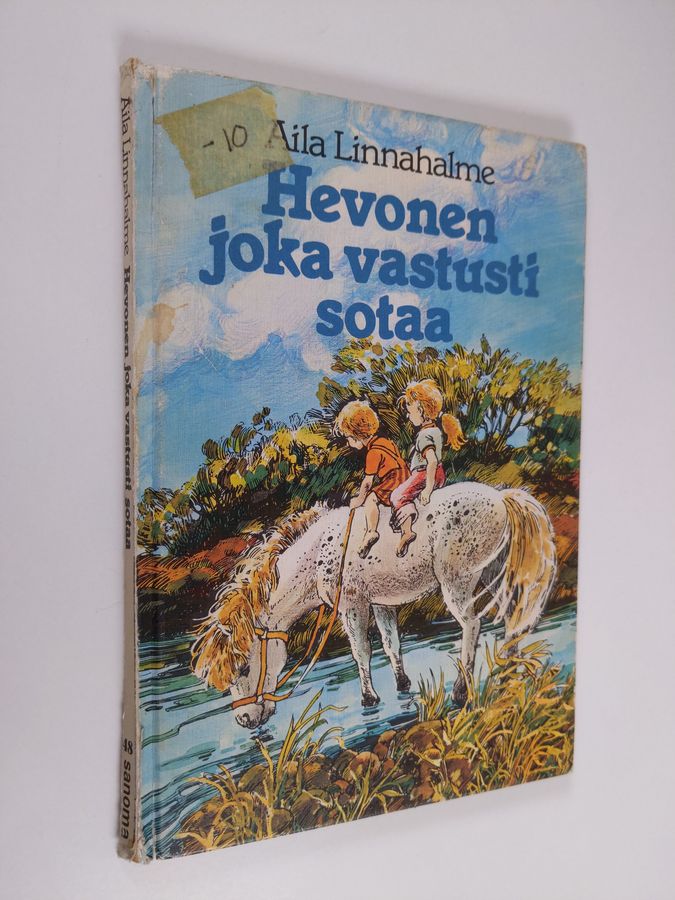 -10
Aila Linnahalme
Hevonen
joka vastusti
sotaa
Aila Linnahalme Hevonen joka vastusti sotaa
48 sanoma